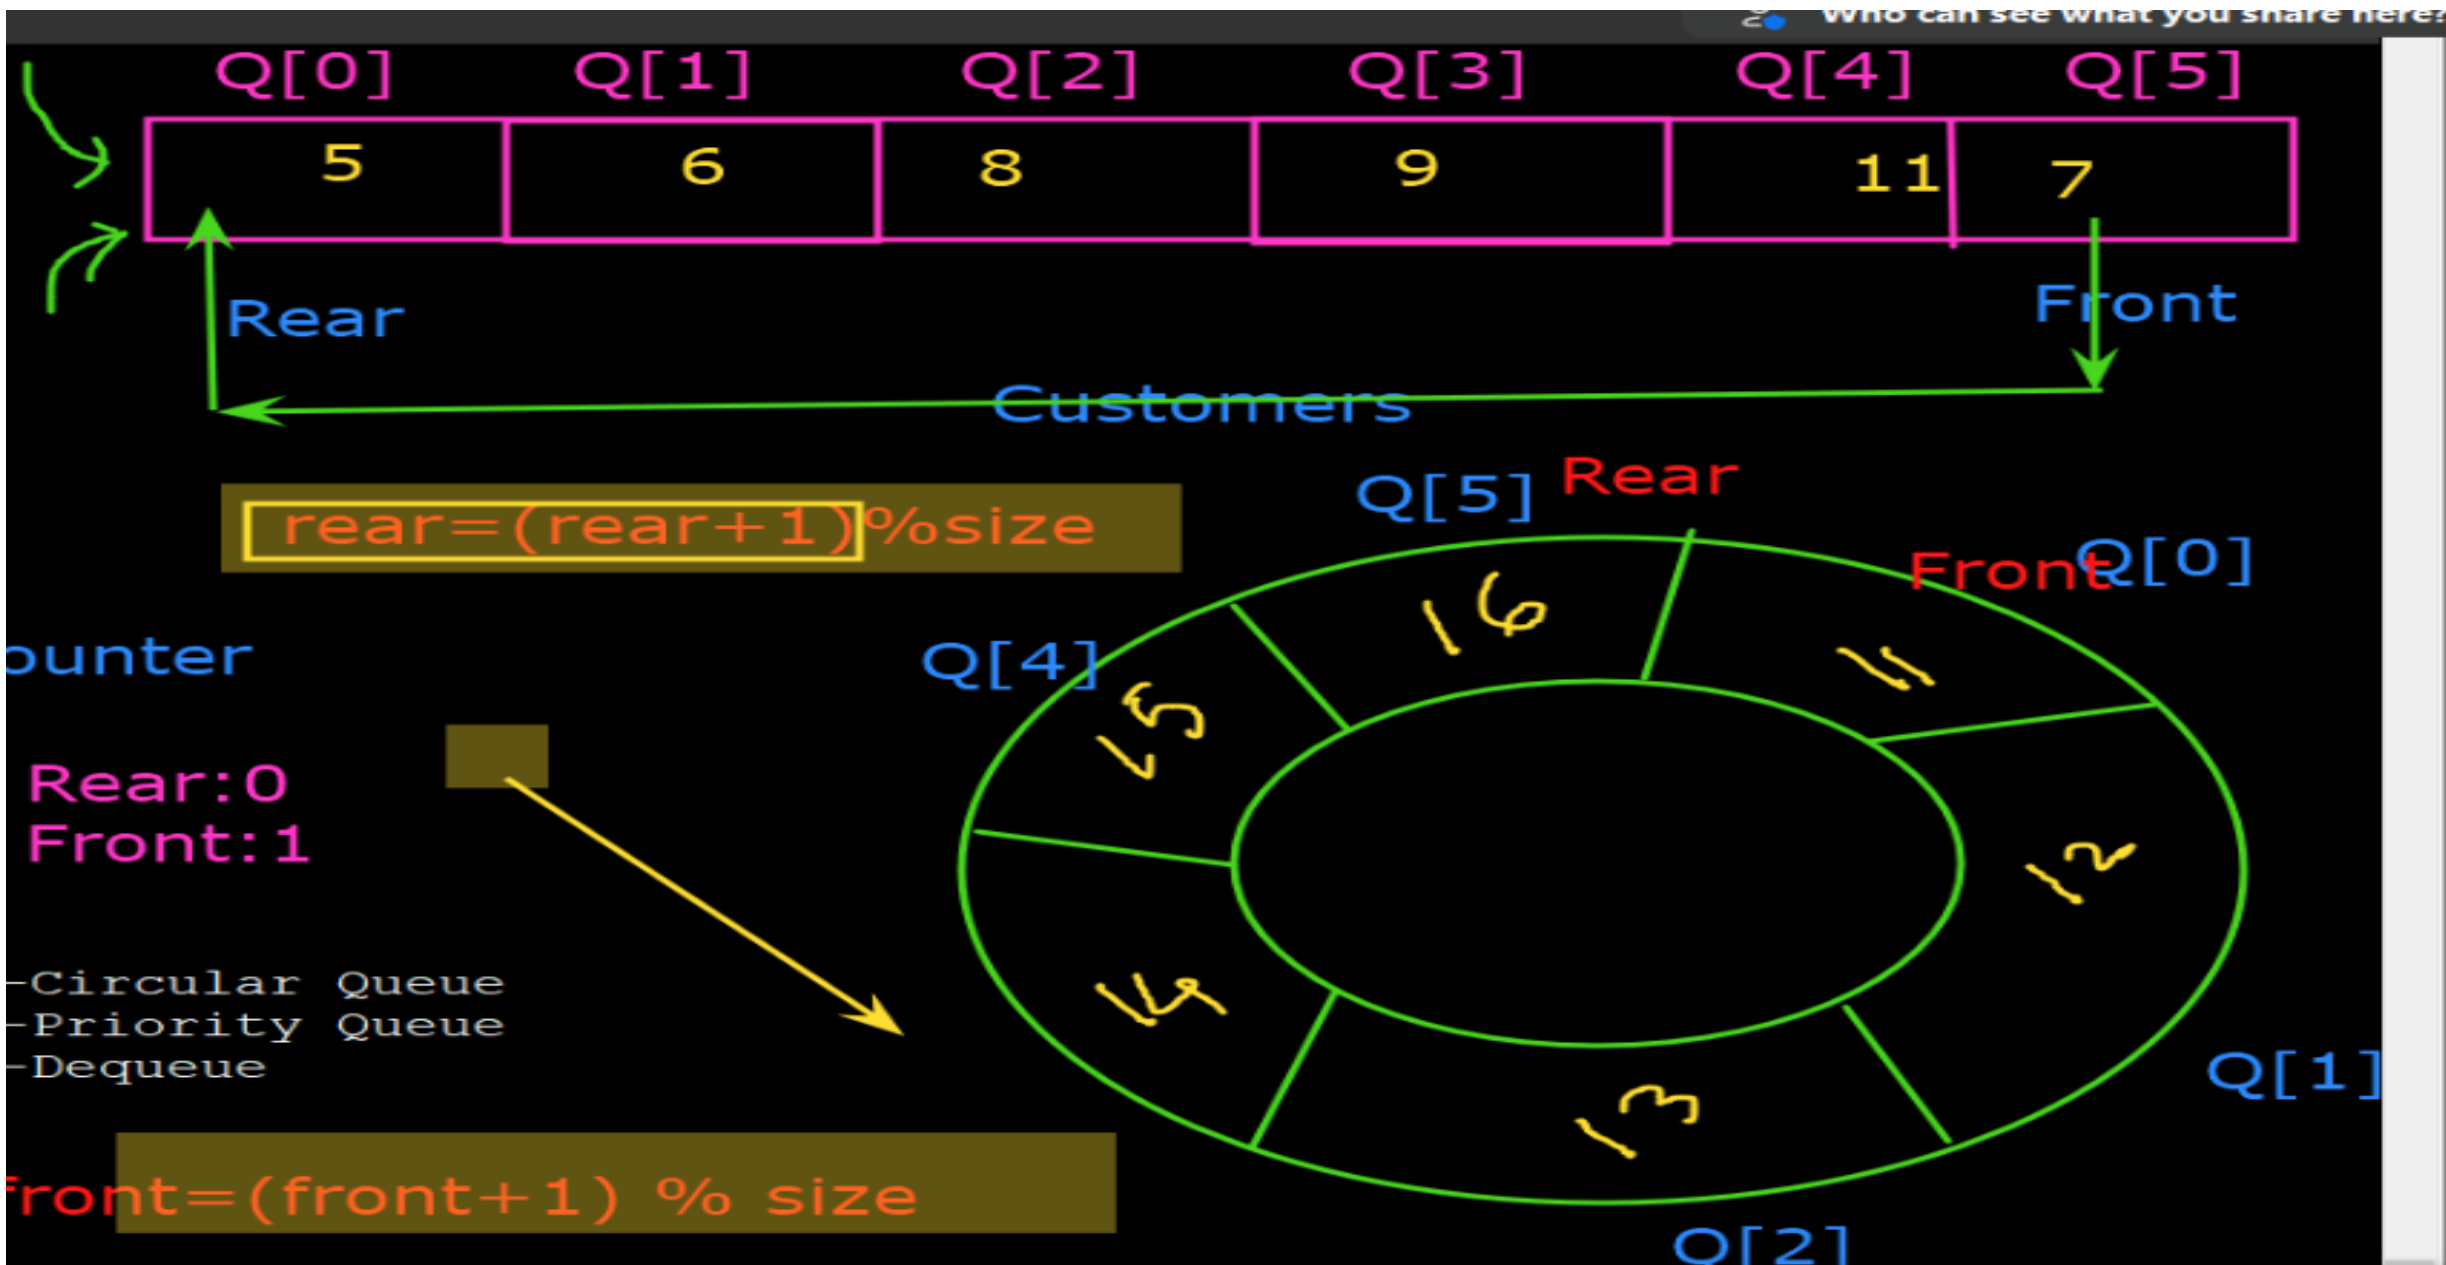 Who can see what you share here?
Q[0] Q[1] Q[2] Q[3] Q[4] Q[5]
5 6 8 9 11 7
Rear Front
Customers
Rear
Q[5]
rear=(rear+1)%size
Front Q[0]
16
11
ounter
Q[4]
15
Rear:0
Front:1
12
-Circular Queue
14
-Priority Queue
-Dequeue
Q[1]
13
front=(front+1) % size
Q[2]